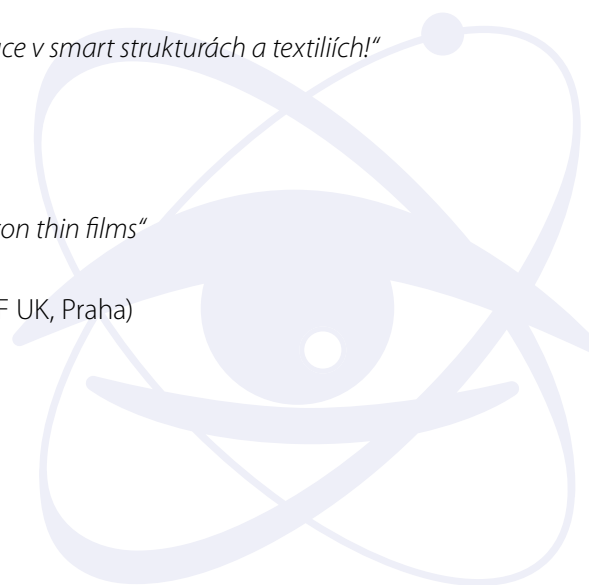 ce v smart strukturách a textiliích!“
on thin films“
F UK, Praha)